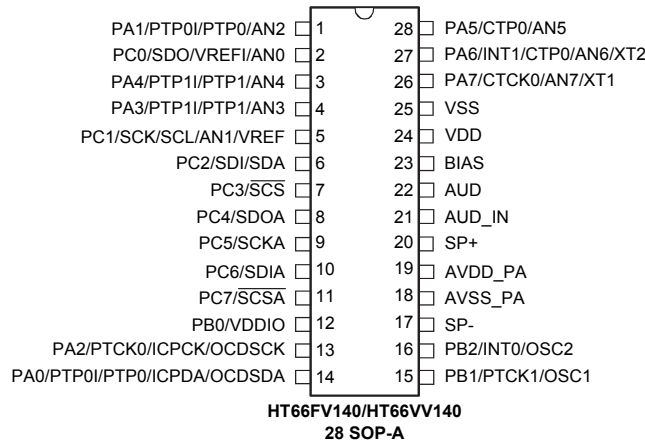 PA1/PTP0I/PTP0/AN2 1 28 PA5/CTP0/AN5
PC0/SDO/VREFI/AN0 2 27 PA6/INT1/CTP0/AN6/XT2
PA4/PTP1I/PTP1/AN4 3 26 PA7/CTCK0/AN7/XT1
PA3/PTP1I/PTP1/AN3 4 25 VSS
PC1/SCK/SCL/AN1/VREF 5 24 VDD
PC2/SDI/SDA 6 23 BIAS
PC3/SCS 7 22 AUD
PC4/SDOA 8 21 AUD_IN
PC5/SCKA 9 20 SP+
PC6/SDIA 10 19 AVDD_PA
PC7/SCSA 11 18 AVSS_PA
PB0/VDDIO 12 17 SP-
PA2/PTCK0/ICPCK/OCDSCK 13 16 PB2/INT0/OSC2
PA0/PTP0I/PTP0/ICPDA/OCDSDA 14 15 PB1/PTCK1/OSC1
HT66FV140/HT66VV140
28 SOP-A